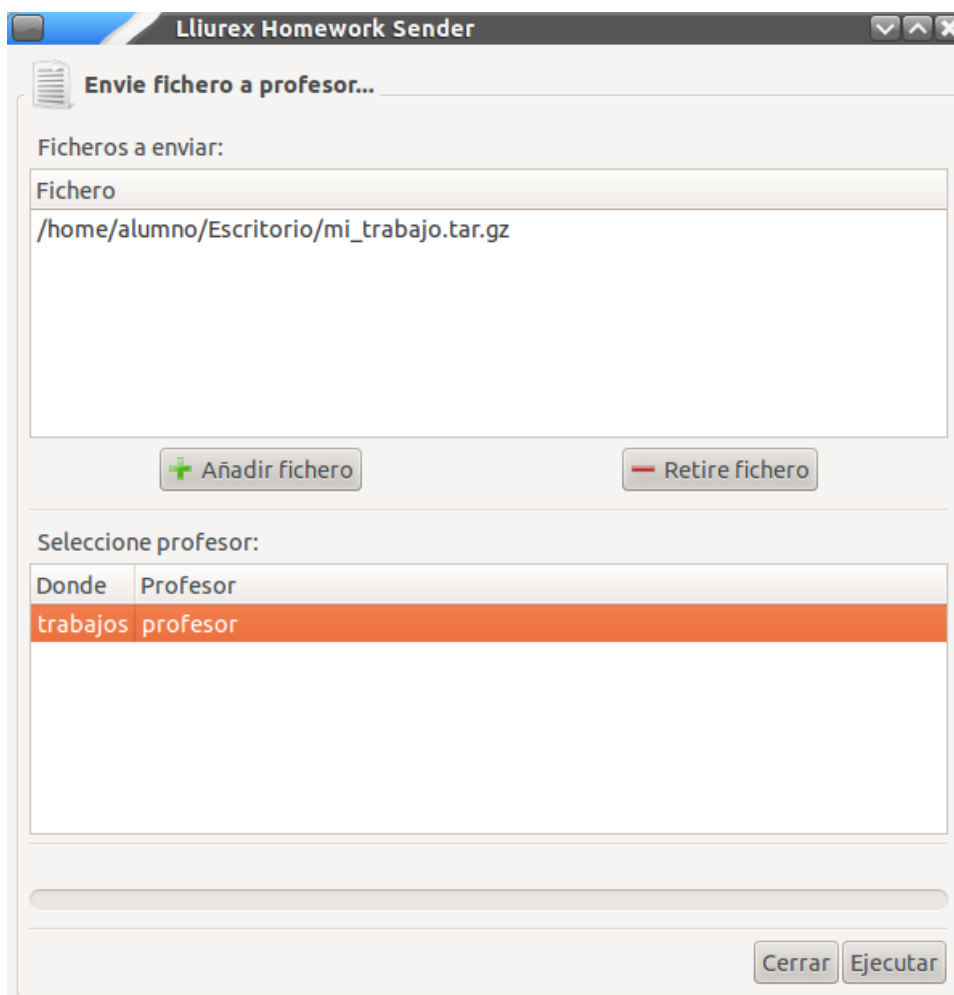 Lliurex Homework Sender
Envie fichero a profesor...
Ficheros a enviar:
Fichero
/home/alumno/Escritorio/mi_trabajo.tar.gz
Añadir fichero Retire fichero
Seleccione profesor:
Donde Profesor
trabajos profesor
Cerrar Ejecutar